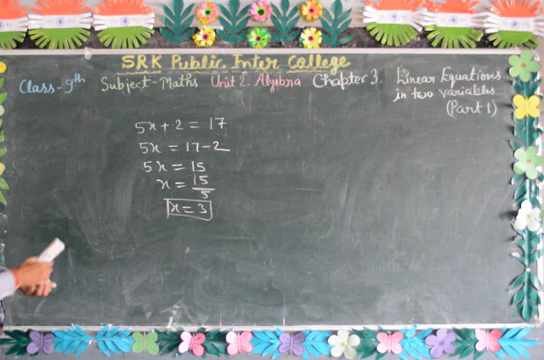 SRK Public Inter College
Class-9th Subject-Maths Unit 2. Algibra Chapter 3. Linear Equations
in two variables
(Part 1)
5x + 2 = 17
5x = 17-2
5x = 15
x = 15/5
x = 3